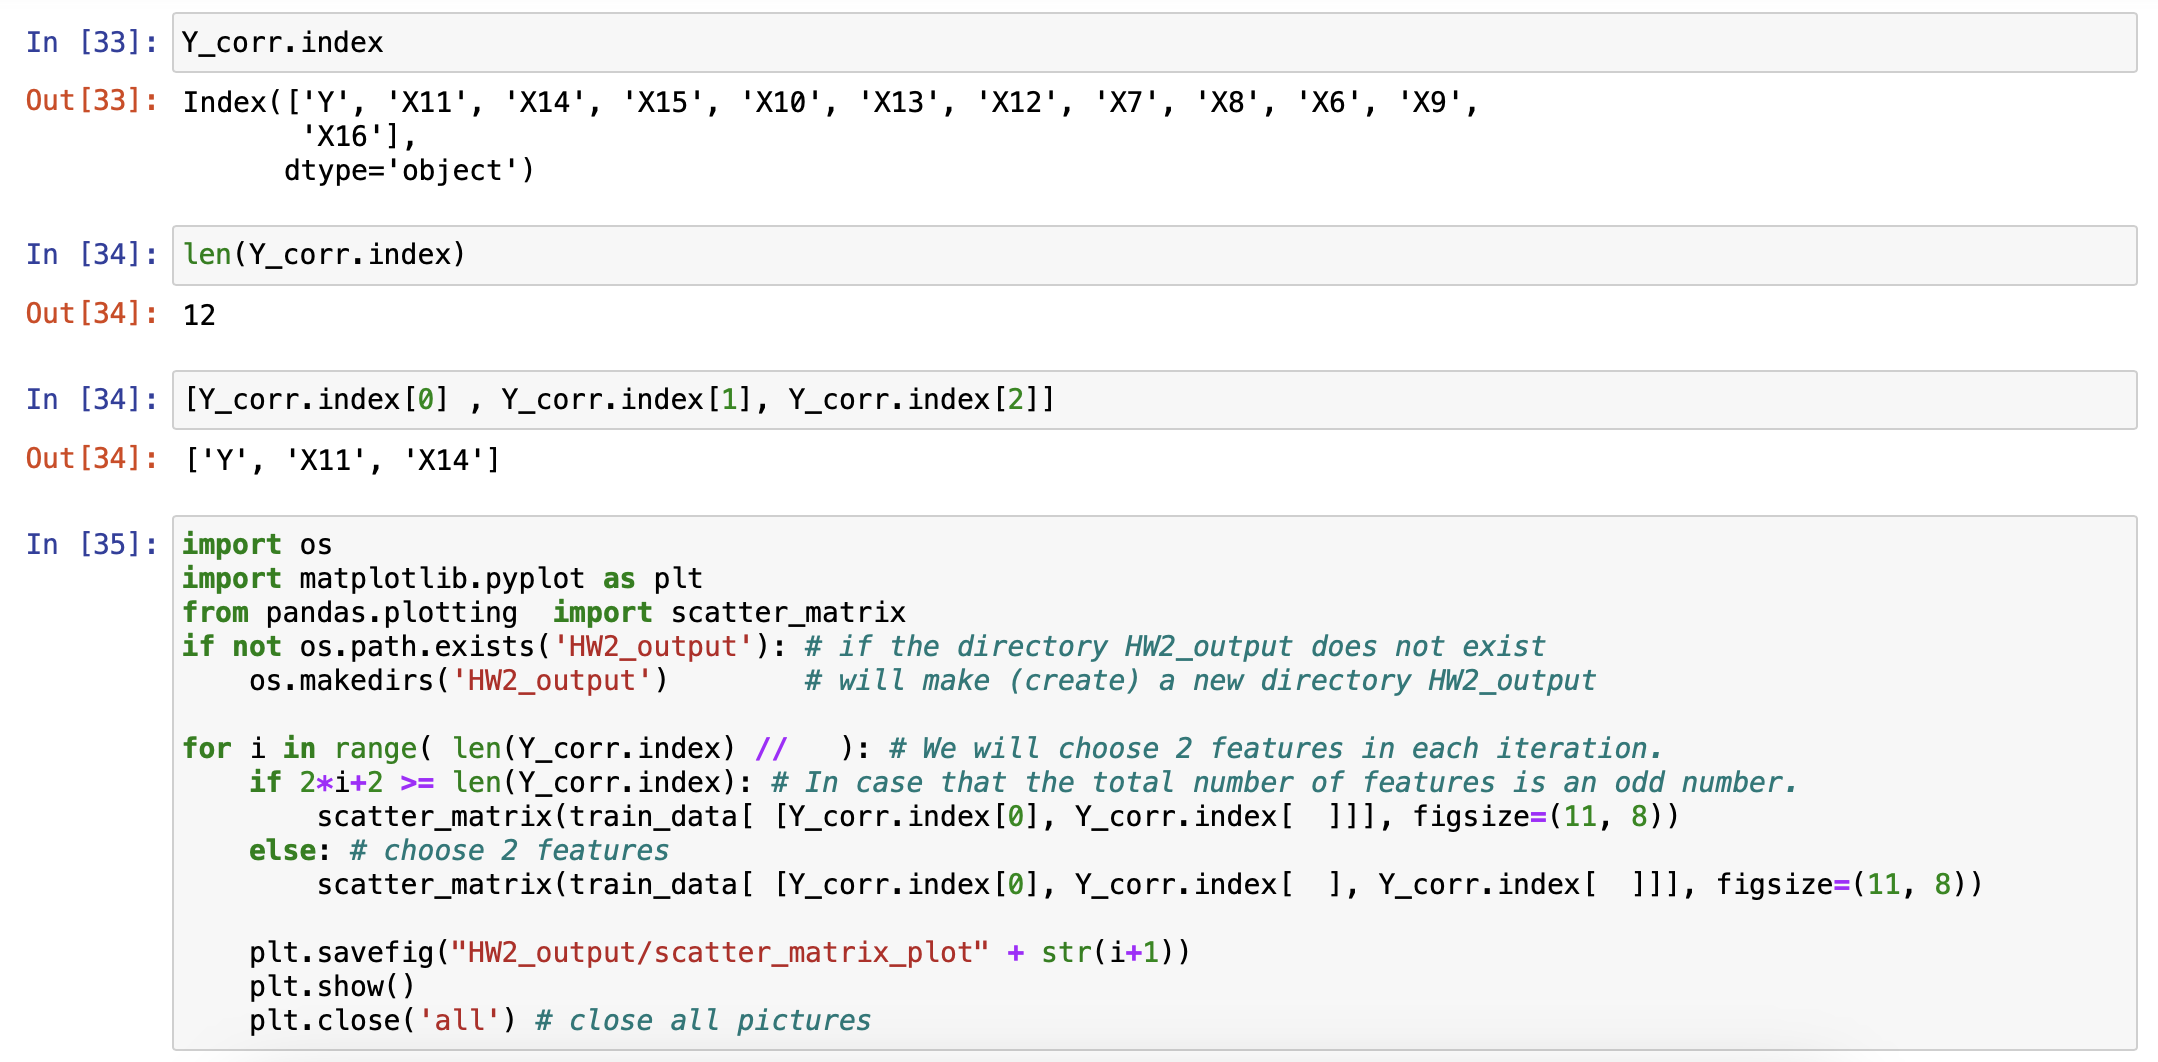 In [33]: Y_corr.index
Out[33]: Index(['Y', 'X11', 'X14', 'X15', 'X10', 'X13', 'X12', 'X7', 'X8', 'X6', 'X9',
       'X16'],
      dtype='object')
In [34]: len(Y_corr.index)
Out[34]: 12
In [34]: [Y_corr.index[0] , Y_corr.index[1], Y_corr.index[2]]
Out[34]: ['Y', 'X11', 'X14']
In [35]: import os
import matplotlib.pyplot as plt
from pandas.plotting  import scatter_matrix
if not os.path.exists('HW2_output'): # if the directory HW2_output does not exist
    os.makedirs('HW2_output')        # will make (create) a new directory HW2_output
for i in range( len(Y_corr.index) //   ): # We will choose 2 features in each iteration.
    if 2*i+2 >= len(Y_corr.index): # In case that the total number of features is an odd number.
        scatter_matrix(train_data[ [Y_corr.index[0], Y_corr.index[  ]]], figsize=(11, 8))
    else: # choose 2 features
        scatter_matrix(train_data[ [Y_corr.index[0], Y_corr.index[  ], Y_corr.index[  ]]], figsize=(11, 8))
    plt.savefig("HW2_output/scatter_matrix_plot" + str(i+1))
    plt.show()
    plt.close('all') # close all pictures